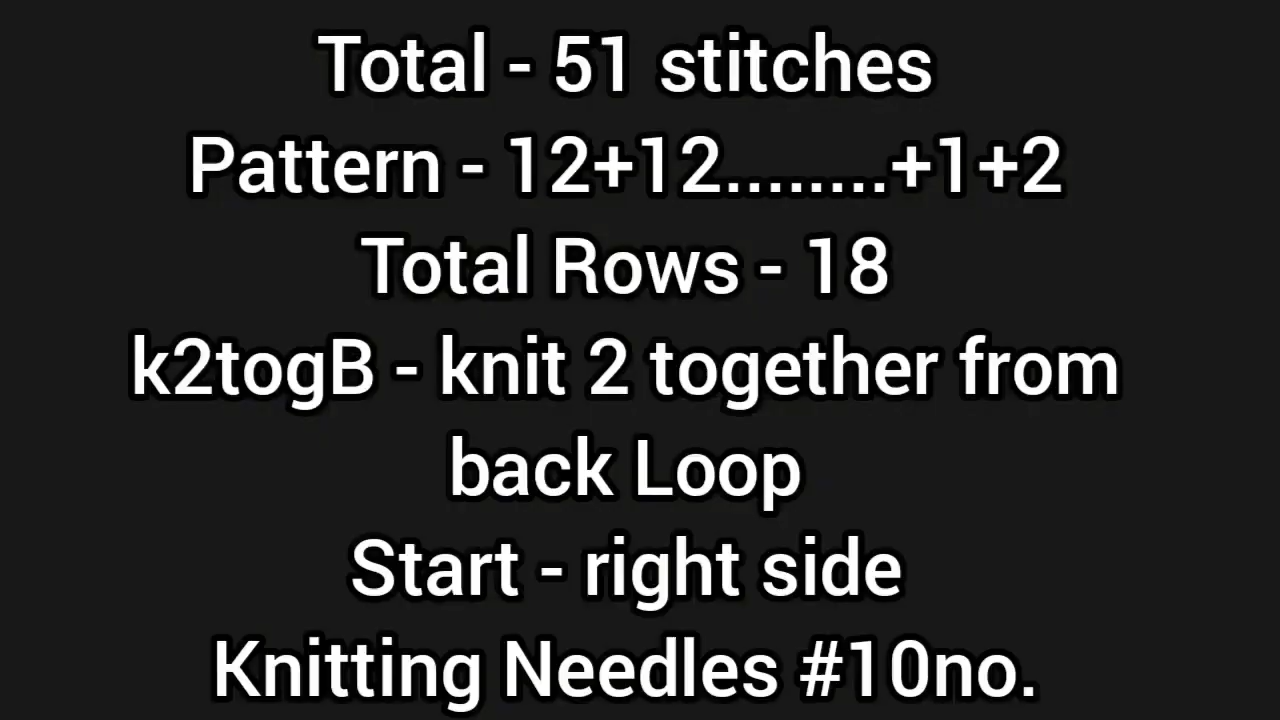 Total - 51 stitches
Pattern - 12+12........+1+2
Total Rows - 18
k2togB - knit 2 together from
back Loop
Start - right side
Knitting Needles #10no.